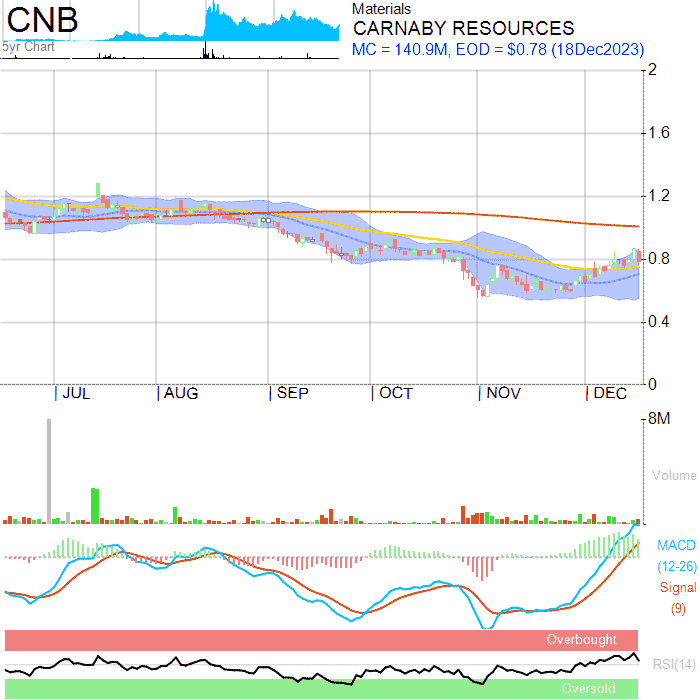 CNB
5yr Chart
Materials
CARNABY RESOURCES
MC = 140.9M, EOD = $0.78 (18Dec2023)
2
1.6
1.2
0.8
0.4
0
JUL AUG SEP OCT NOV DEC
8M
Volume
MACD
(12-26)
Signal
(9)
Overbought
RSI(14)
Oversold